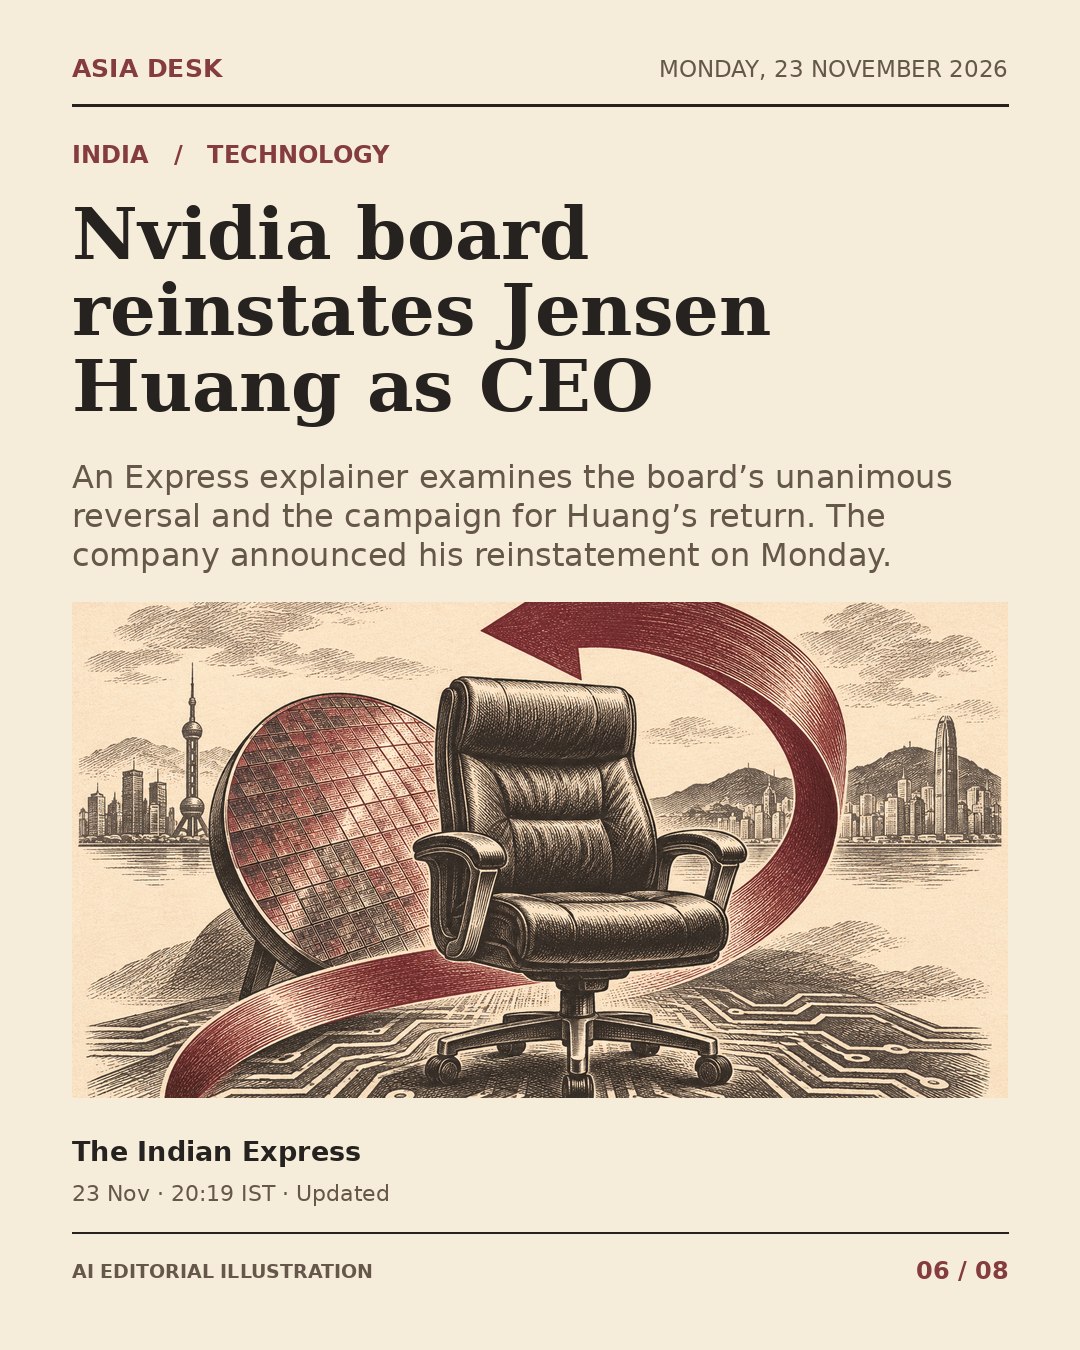 ASIA DESK
MONDAY, 23 NOVEMBER 2026
INDIA / TECHNOLOGY
Nvidia board
reinstates Jensen
Huang as CEO
An Express explainer examines the board’s unanimous
reversal and the campaign for Huang’s return. The
company announced his reinstatement on Monday.
The Indian Express
23 Nov · 20:19 IST · Updated
AI EDITORIAL ILLUSTRATION
06 / 08